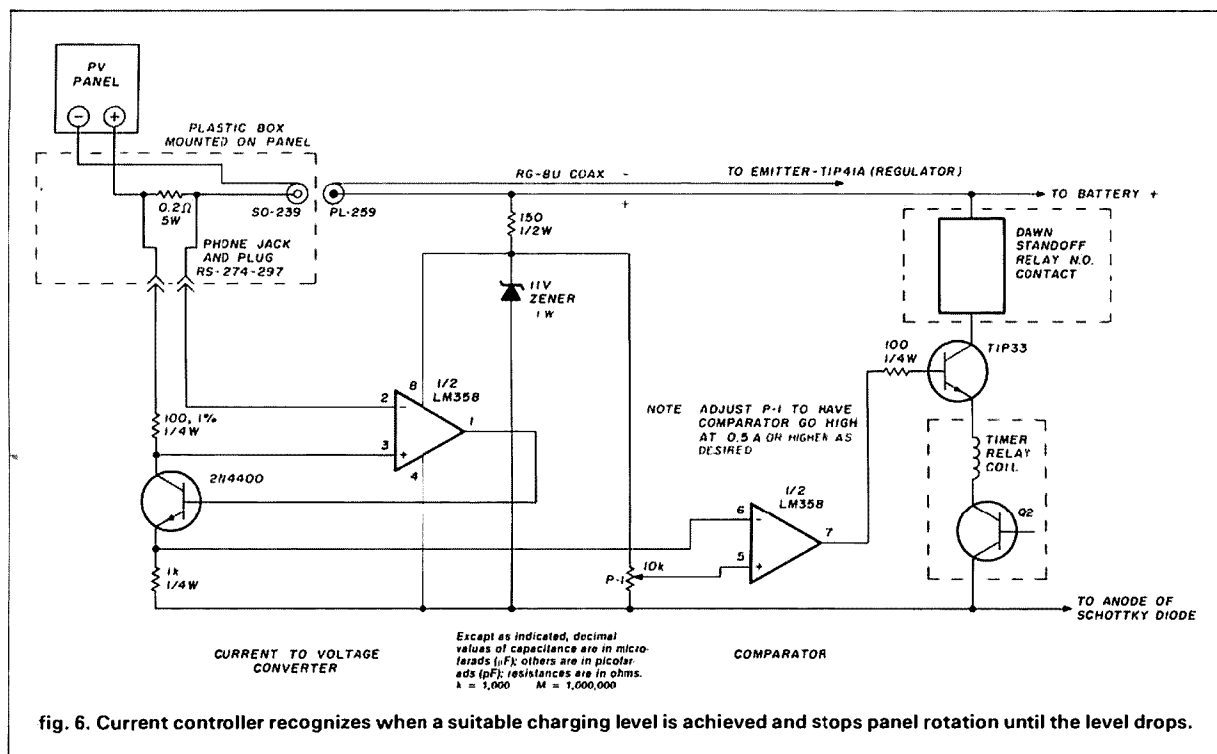 PV
PANEL
−
+
PLASTIC BOX
MOUNTED ON PANEL
0.2Ω
5W
SO-239
PL-259
RG-8U COAX
−
+
TO EMITTER-TIP41A (REGULATOR)
TO BATTERY +
PHONE JACK
AND PLUG
RS-274-297
150
1/2W
11V
ZENER
1W
DAWN
STANDOFF
RELAY N.O.
CONTACT
100
1/4W
TIP33
100, 1%
1/4W
2
8
1/2
LM358
−
1
3
+
4
2N4400
NOTE ADJUST P-1 TO HAVE
COMPARATOR GO HIGH
AT 0.5 A OR HIGHER AS
DESIRED
TIMER
RELAY
COIL
Q2
1/2
LM358
6
−
7
5
+
10k
P-1
1k
1/4W
TO ANODE OF
SCHOTTKY DIODE
CURRENT TO VOLTAGE
CONVERTER
Except as indicated, decimal
values of capacitance are in micro-
farads (μF); others are in picofar-
ads (pF); resistances are in ohms.
k = 1,000 M = 1,000,000
COMPARATOR
fig. 6. Current controller recognizes when a suitable charging level is achieved and stops panel rotation until the level drops.